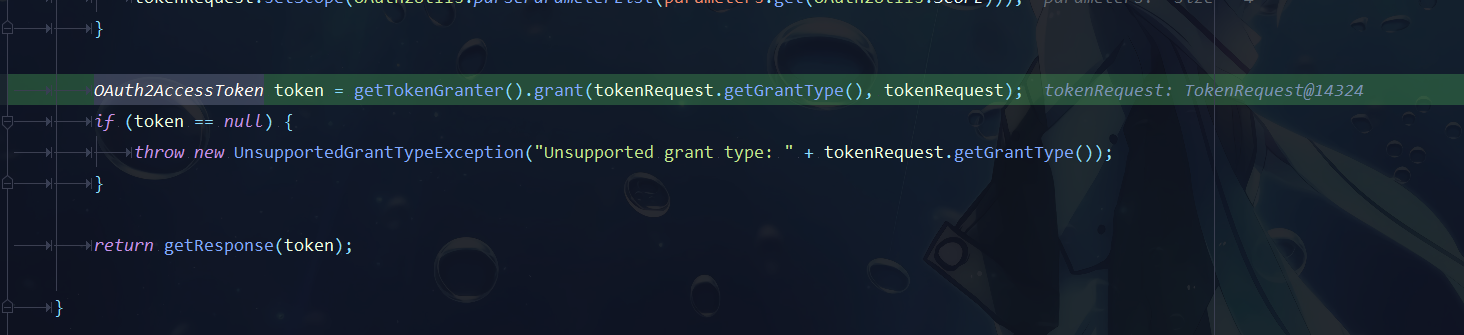 tokenRequest.setScope(OAuth2Utils.parseParameterList(parameters.get(OAuth2Utils.SCOPE))); parameters: size = 4
}
OAuth2AccessToken token = getTokenGranter().grant(tokenRequest.getGrantType(), tokenRequest); tokenRequest: TokenRequest@14324
if (token == null) {
throw new UnsupportedGrantTypeException("Unsupported grant type: " + tokenRequest.getGrantType());
}
return getResponse(token);
}